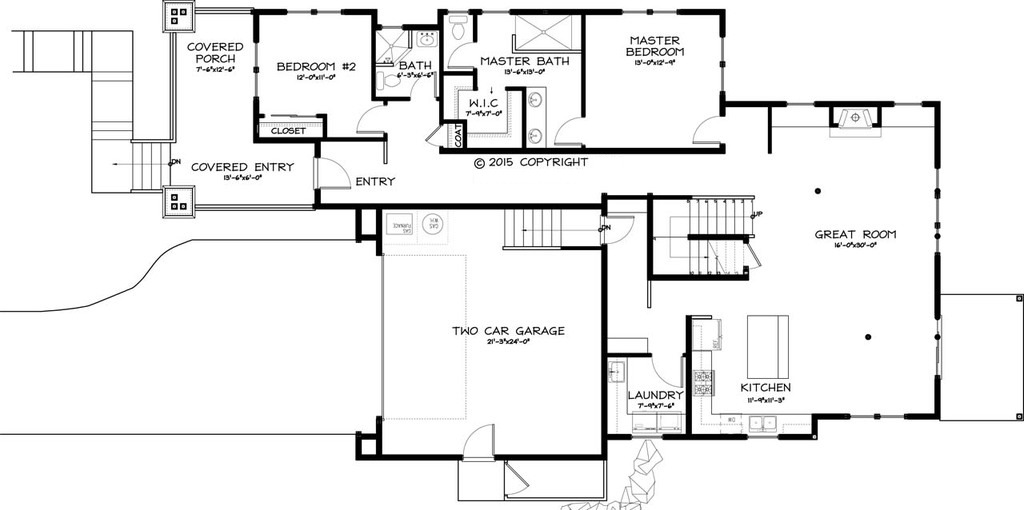 COVERED
PORCH
7'-6"x12'-6"
BEDROOM #2
12'-0"x11'-0"
CLOSET
BATH
6'-3"x6'-6"
MASTER BATH
13'-6"x13'-0"
W.I.C
7'-9"x7'-0"
COAT
MASTER
BEDROOM
13'-0"x12'-9"
DN
COVERED ENTRY
13'-6"x6'-0"
ENTRY
© 2015 COPYRIGHT
GAS
FURNACE
GAS
W.H.
DN
UP
GREAT ROOM
16'-0"x30'-0"
TWO CAR GARAGE
21'-3"x24'-0"
REF
KITCHEN
11'-9"x11'-3"
LAUNDRY
7'-9"x7'-6"